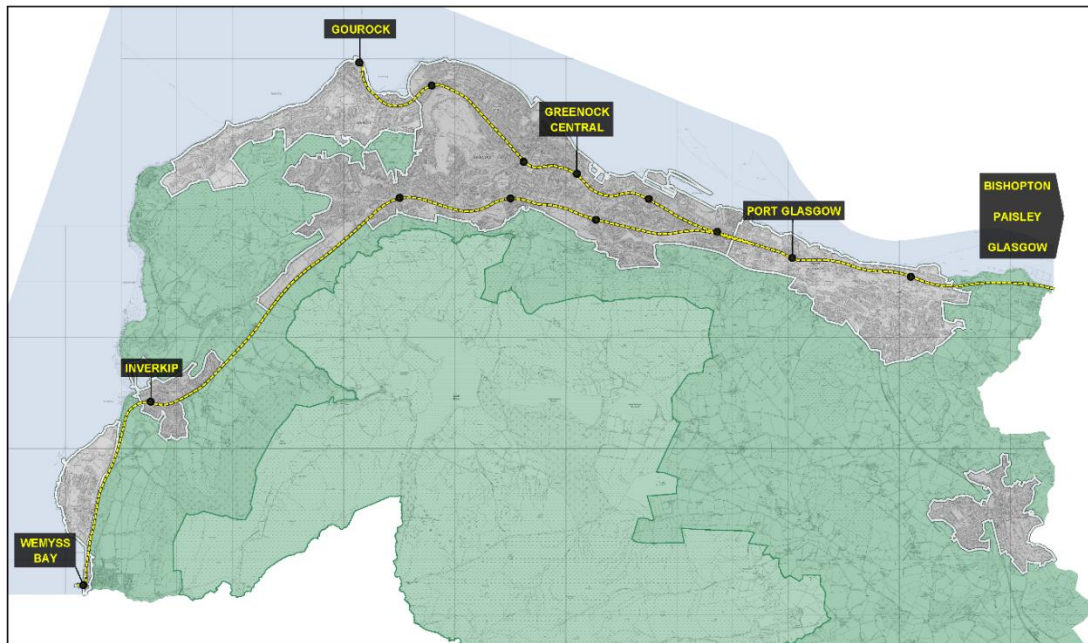 GOUROCK
GREENOCK
CENTRAL
BISHOPTON
PAISLEY
GLASGOW
PORT GLASGOW
INVERKIP
WEMYSS
BAY